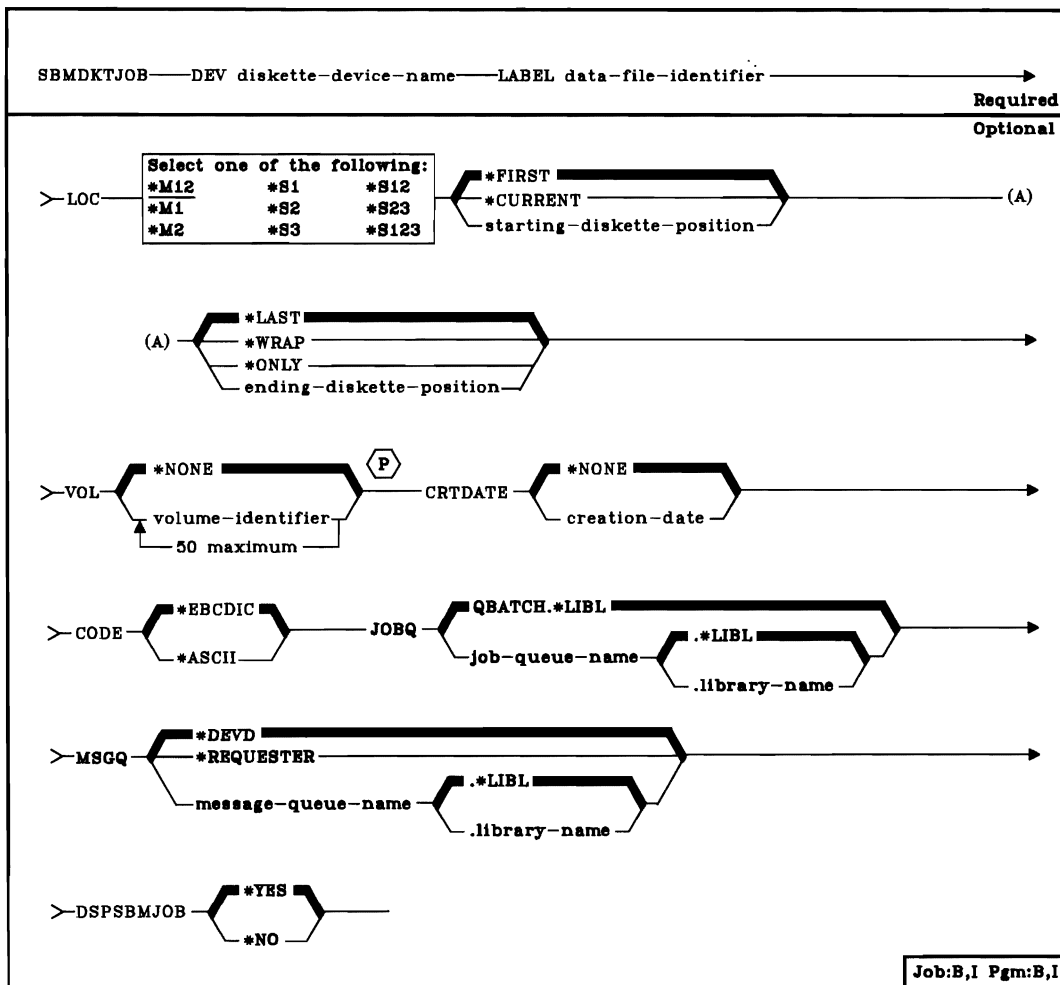 SBMDKTJOB DEV diskette-device-name LABEL data-file-identifier
Required
Optional
Select one of the following:
*M12 *S1 *S12
LOC *M1 *S2 *S23
*M2 *S3 *S123
*FIRST
*CURRENT
starting-diskette-position
(A)
(A)
*LAST
*WRAP
*ONLY
ending-diskette-position
VOL
*NONE
volume-identifier
50 maximum
P
CRTDATE
*NONE
creation-date
CODE
*EBCDIC
*ASCII
JOBQ
QBATCH.*LIBL
job-queue-name
.*LIBL
.library-name
MSGQ
*DEVD
*REQUESTER
message-queue-name
.*LIBL
.library-name
DSPSBMJOB
*YES
*NO
Job:B,I Pgm:B,I